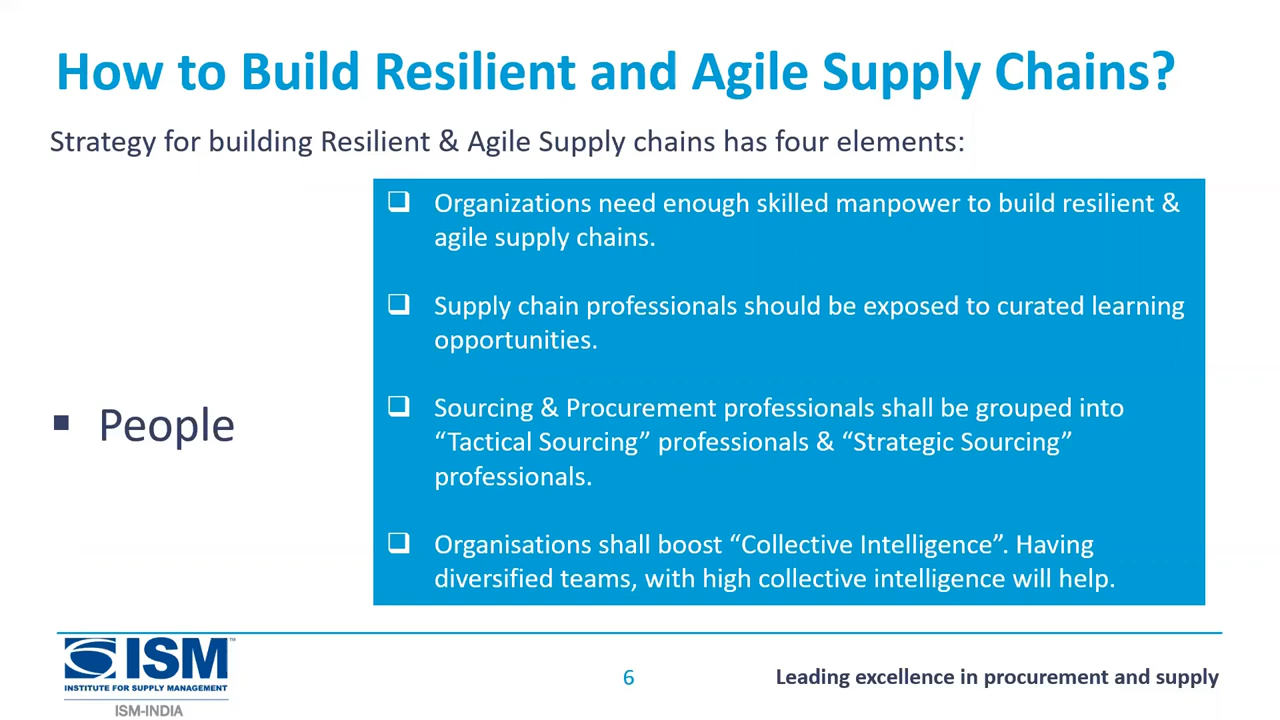 How to Build Resilient and Agile Supply Chains?
Strategy for building Resilient & Agile Supply chains has four elements:
▪ People
❑ Organizations need enough skilled manpower to build resilient &
agile supply chains.
❑ Supply chain professionals should be exposed to curated learning
opportunities.
❑ Sourcing & Procurement professionals shall be grouped into
“Tactical Sourcing” professionals & “Strategic Sourcing”
professionals.
❑ Organisations shall boost “Collective Intelligence”. Having
diversified teams, with high collective intelligence will help.
ISM™
INSTITUTE FOR SUPPLY MANAGEMENT
ISM-INDIA
6
Leading excellence in procurement and supply